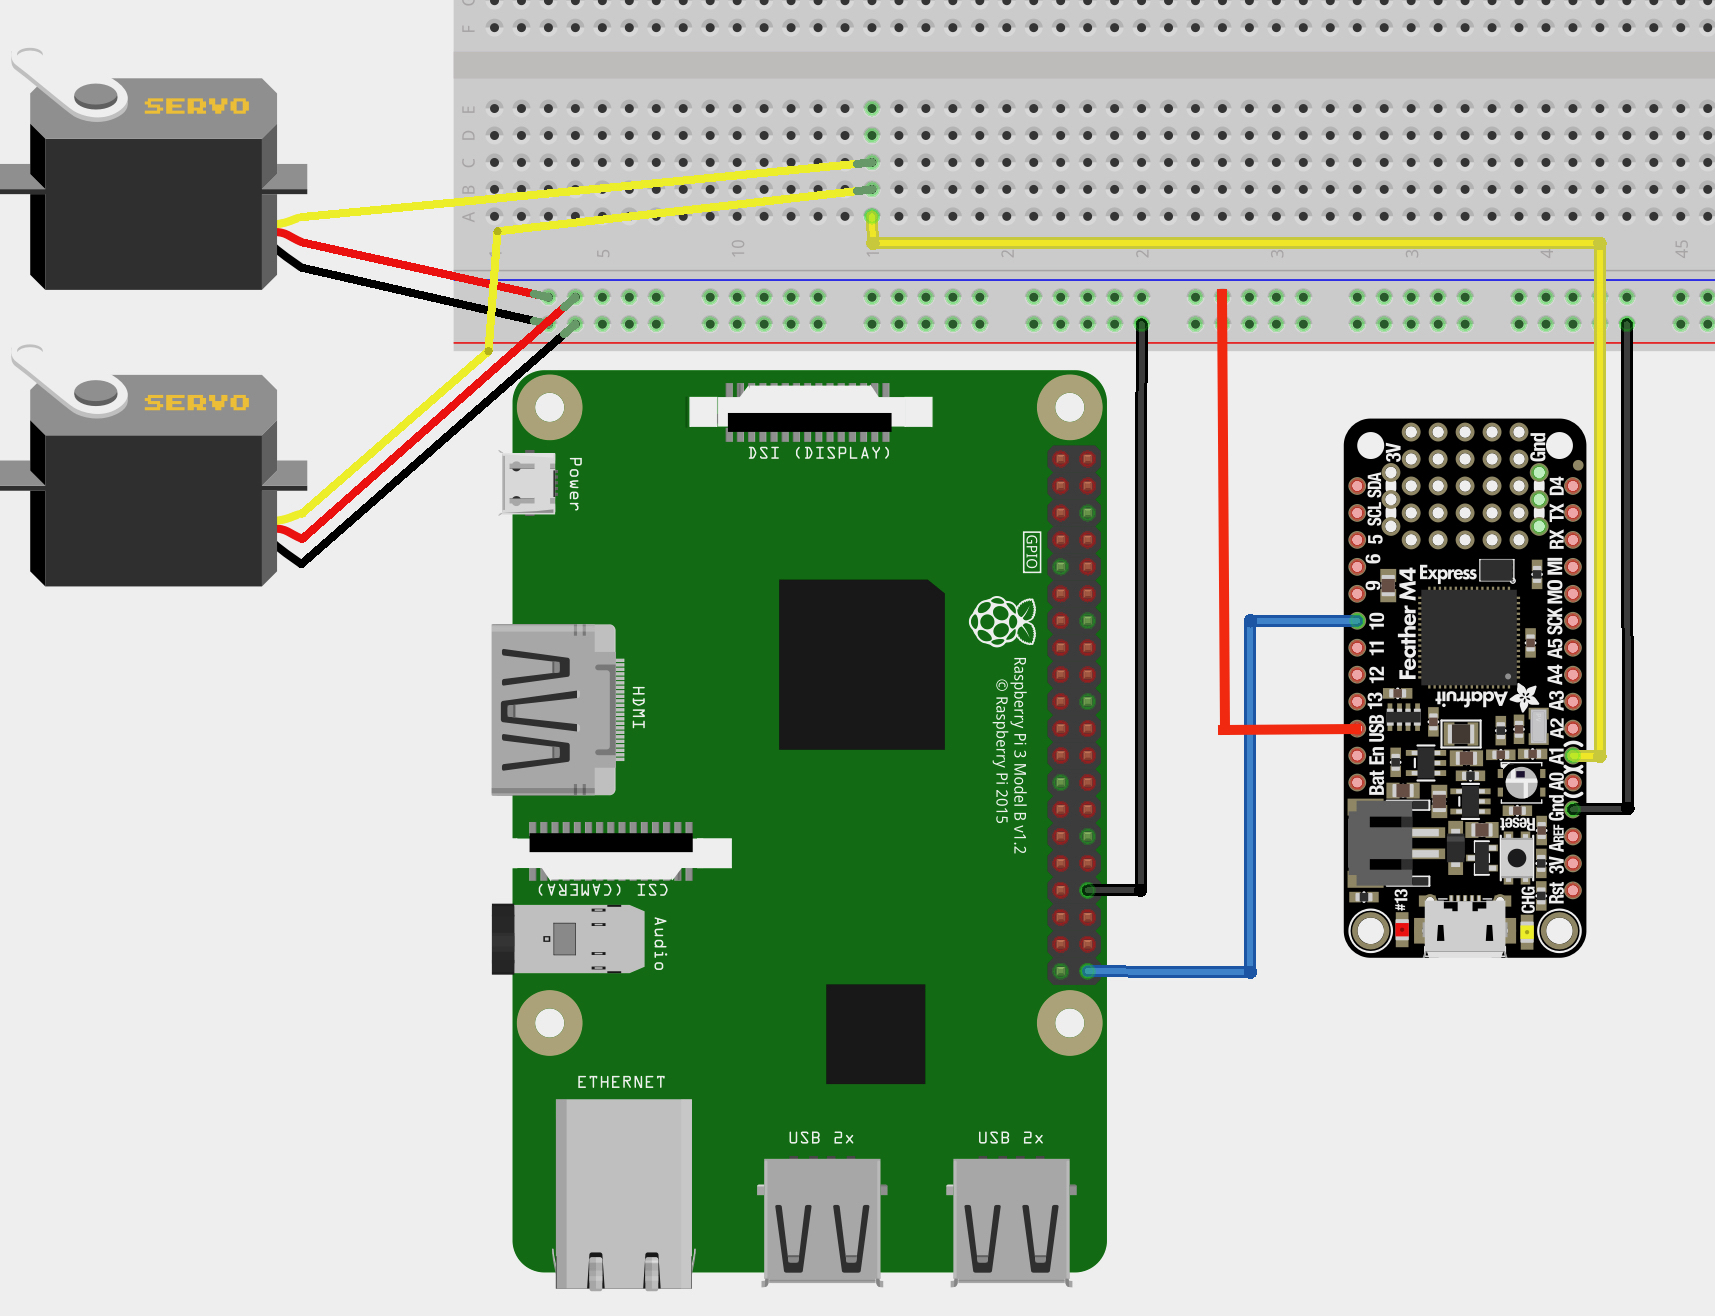 F
E
D
C
B
A
5
10
1
2
2
3
3
4
45
SERVO
SERVO
DSI (DISPLAY)
Power
GPIO
HDMI
Raspberry Pi 3 Model B v1.2
© Raspberry Pi 2015
CSI (CAMERA)
Audio
ETHERNET
USB 2x
USB 2x
3V
Gnd
SDA
SCL
5
6
9
10
11
12
13
USB
En
Bat
D4
TX
RX
MI
MO
SCK
A5
A4
A3
A2
A1
A0
Gnd
AREF
3V
Rst
Express
Feather M4
Adafruit
Reset
#13
CHG